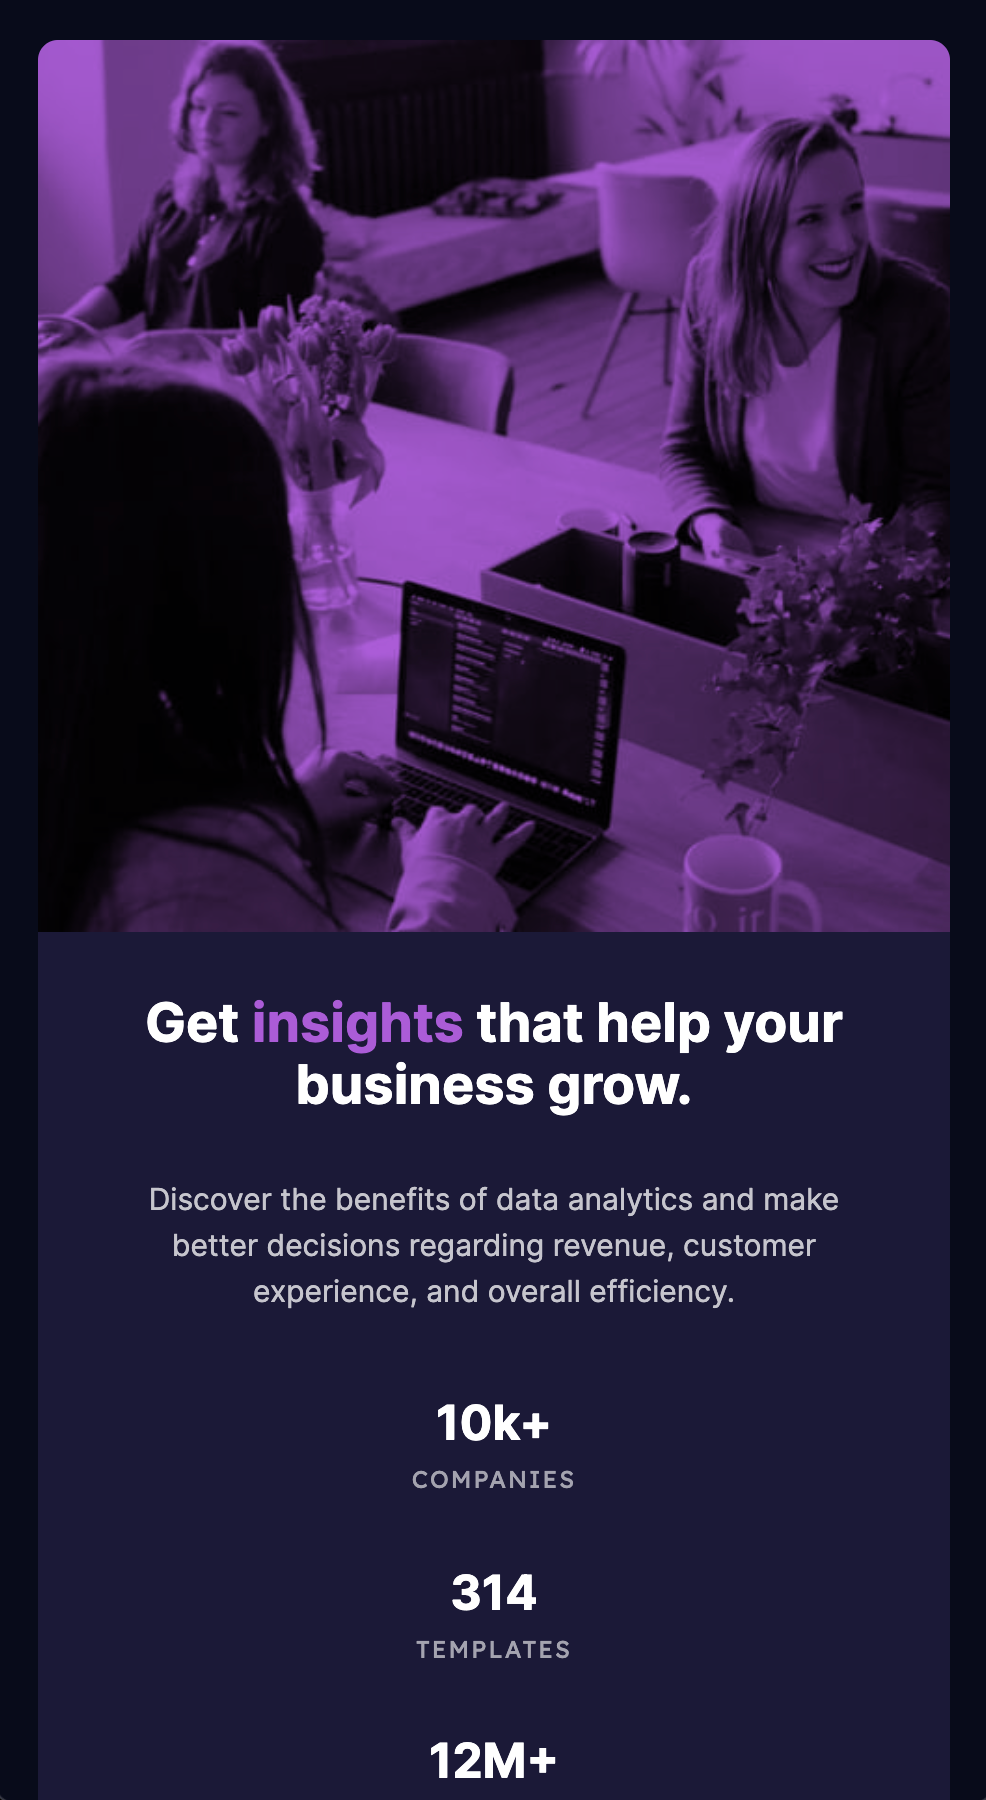 Get insights that help your
business grow.
Discover the benefits of data analytics and make
better decisions regarding revenue, customer
experience, and overall efficiency.
10k+
COMPANIES
314
TEMPLATES
12M+